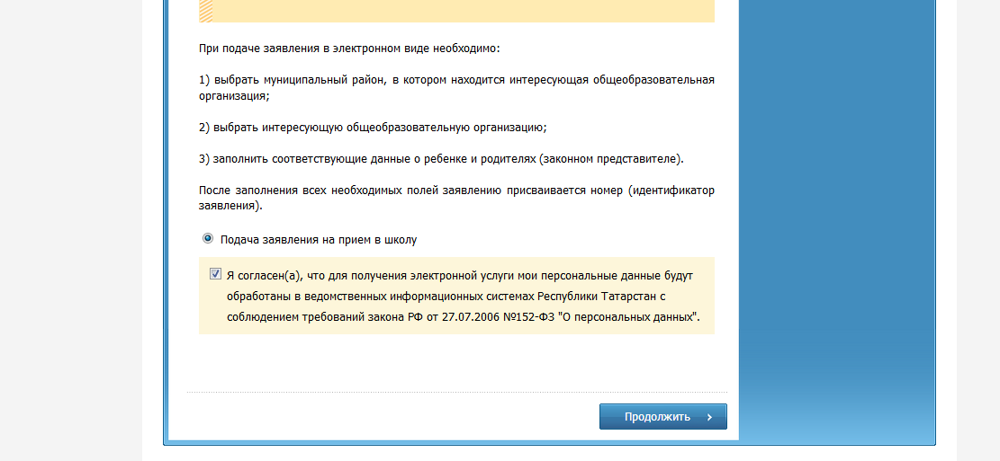 При подаче заявления в электронном виде необходимо:
1) выбрать муниципальный район, в котором находится интересующая общеобразовательная
организация;
2) выбрать интересующую общеобразовательную организацию;
3) заполнить соответствующие данные о ребенке и родителях (законном представителе).
После заполнения всех необходимых полей заявлению присваивается номер (идентификатор
заявления).
Подача заявления на прием в школу
Я согласен(а), что для получения электронной услуги мои персональные данные будут
обработаны в ведомственных информационных системах Республики Татарстан с
соблюдением требований закона РФ от 27.07.2006 №152-ФЗ "О персональных данных".
Продолжить